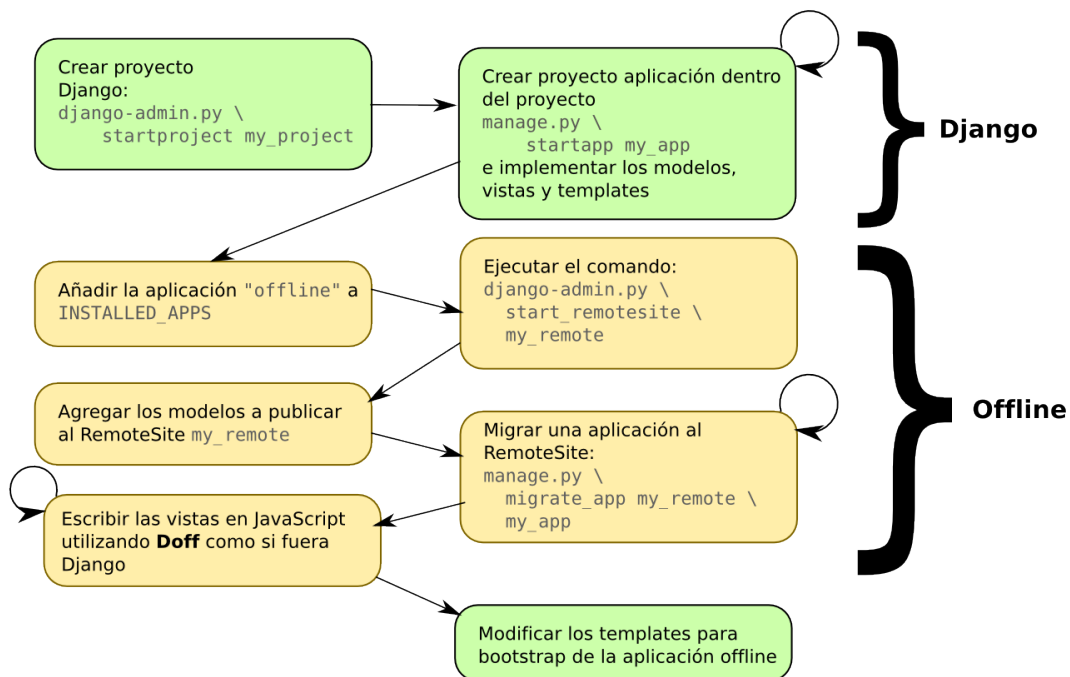 Crear proyecto
Django:
django-admin.py \
startproject my_project
Crear proyecto aplicación dentro
del proyecto
manage.py \
startapp my_app
e implementar los modelos,
vistas y templates
Django
Añadir la aplicación "offline" a
INSTALLED_APPS
Ejecutar el comando:
django-admin.py \
start_remotesite \
my_remote
Agregar los modelos a publicar
al RemoteSite my_remote
Migrar una aplicación al
RemoteSite:
manage.py \
migrate_app my_remote \
my_app
Offline
Escribir las vistas en JavaScript
utilizando Doff como si fuera
Django
Modificar los templates para
bootstrap de la aplicación offline